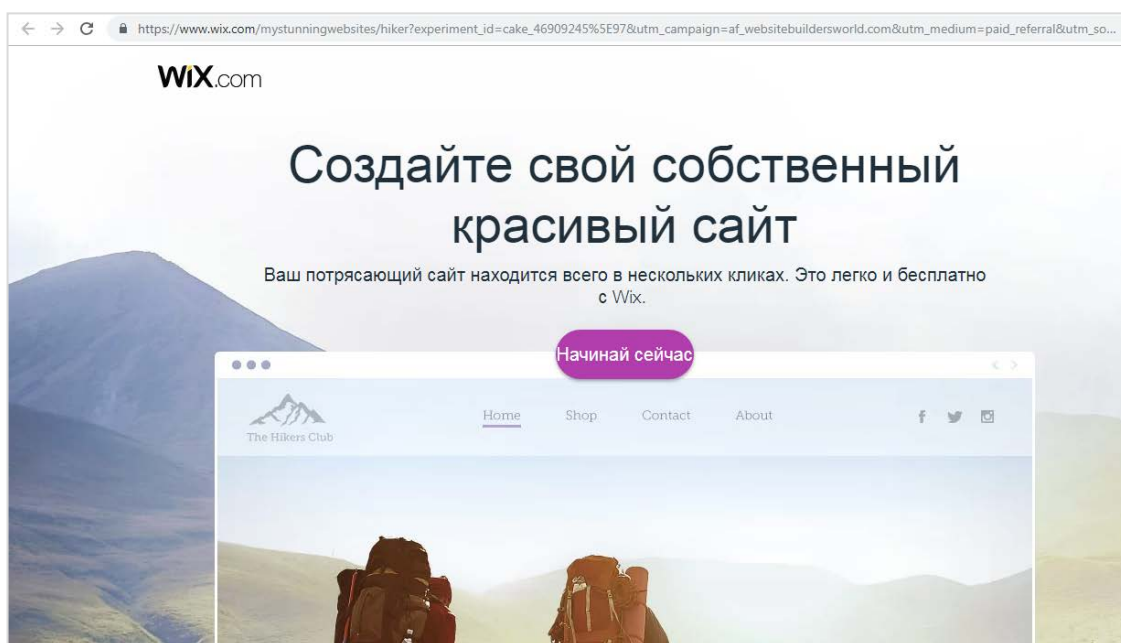 https://www.wix.com/mystunningwebsites/hiker?experiment_id=cake_46909245%5E97&utm_campaign=af_websitebuildersworld.com&utm_medium=paid_referral&utm_so...
WiX.com
Создайте свой собственный
красивый сайт
Ваш потрясающий сайт находится всего в нескольких кликах. Это легко и бесплатно
с Wix.
Начинай сейчас
Home Shop Contact About
The Hikers Club